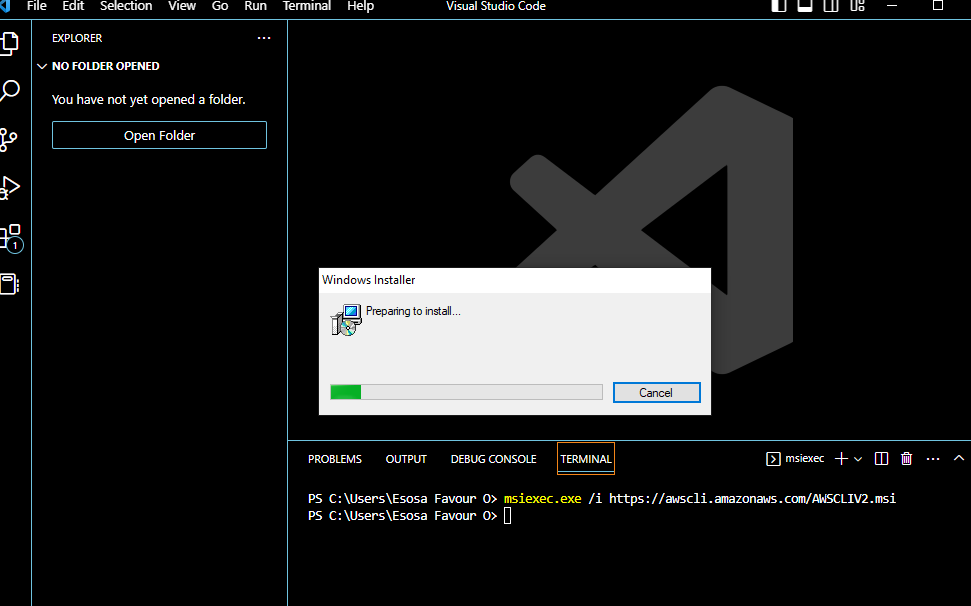 File Edit Selection View Go Run Terminal Help Visual Studio Code
EXPLORER
NO FOLDER OPENED
You have not yet opened a folder.
Open Folder
1
Windows Installer
Preparing to install...
Cancel
PROBLEMS OUTPUT DEBUG CONSOLE TERMINAL msiexec
PS C:\Users\Esosa Favour O> msiexec.exe /i https://awscli.amazonaws.com/AWSCLIV2.msi
PS C:\Users\Esosa Favour O>